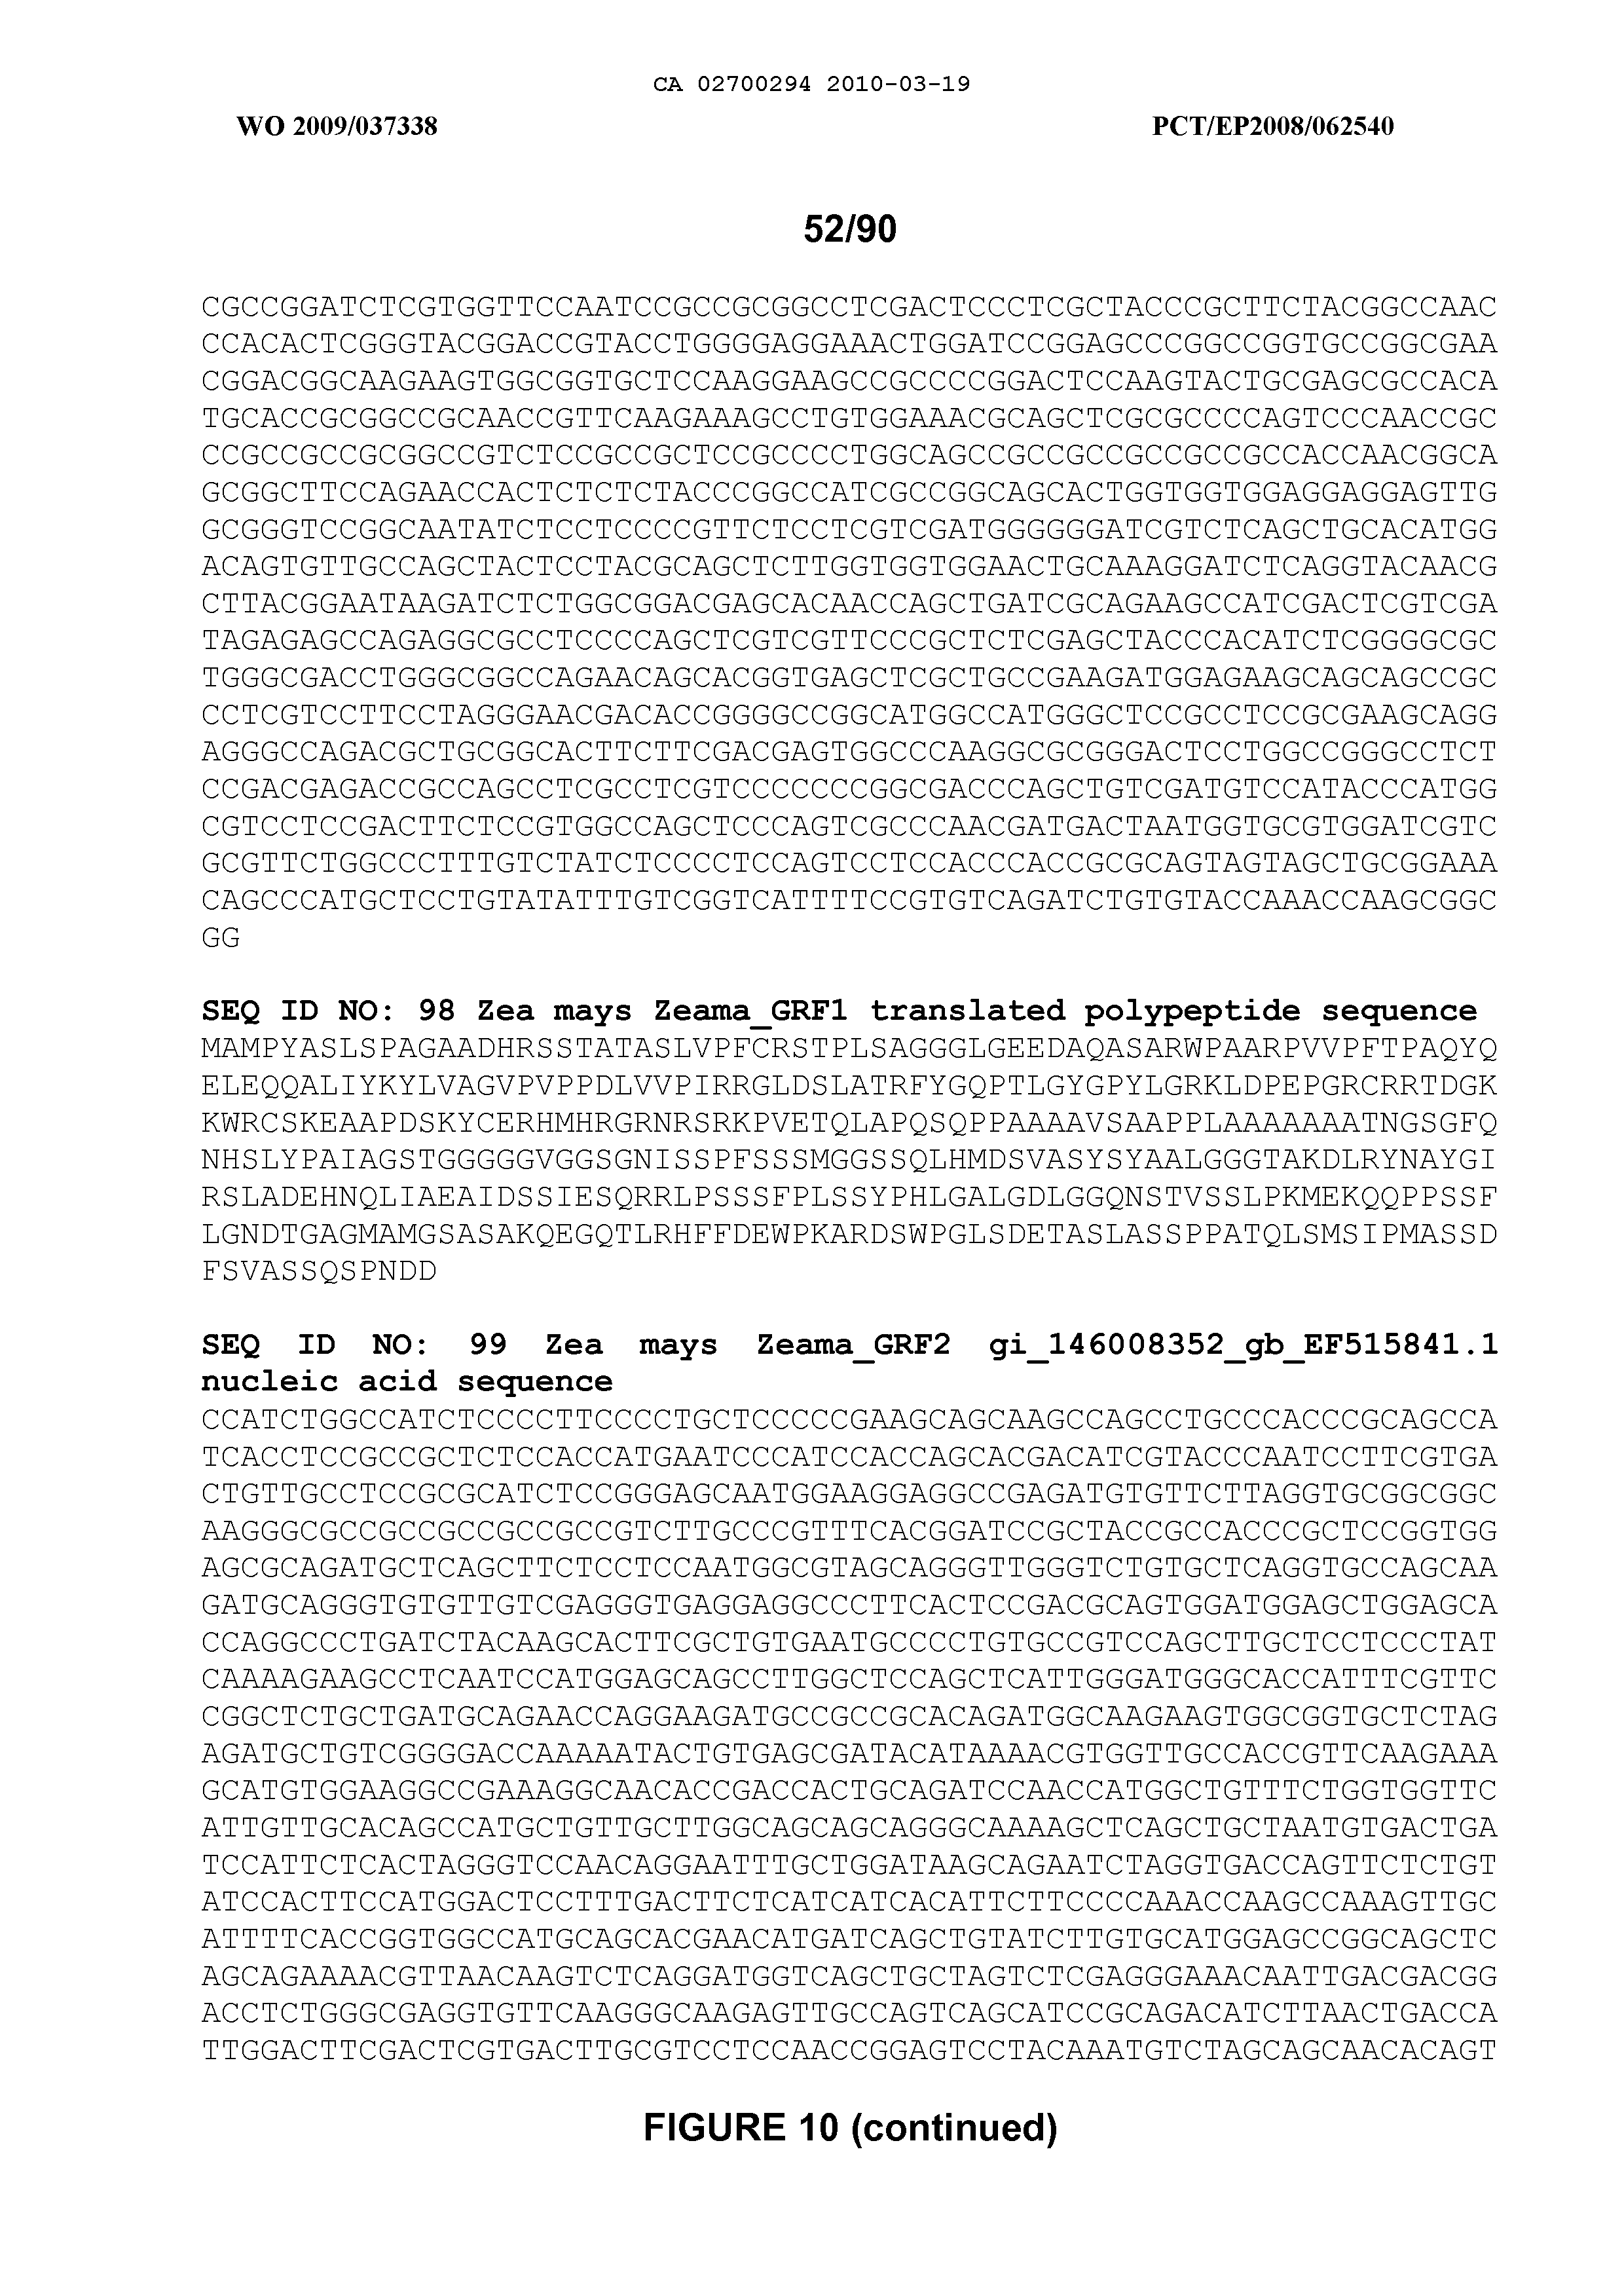 CA 02700294 2010-03-19
WO 2009/037338 PCT/EP2008/062540
52/90
CGCCGGATCTCGTGGTTCCAATCCGCCGCGGCCTCGACTCCCTCGCTACCCGCTTCTACGGCCAAC
CCACACTCGGGTACGGACCGTACCTGGGGAGGAAACTGGATCCGGAGCCCGGCCGGTGCCGGCGAA
CGGACGGCAAGAAGTGGCGGTGCTCCAAGGAAGCCGCCCCGGACTCCAAGTACTGCGAGCGCCACA
TGCACCGCGGCCGCAACCGTTCAAGAAAGCCTGTGGAAACGCAGCTCGCGCCCCAGTCCCAACCGC
CCGCCGCCGCGGCCGTCTCCGCCGCTCCGCCCCTGGCAGCCGCCGCCGCCGCCGCCACCAACGGCA
GCGGCTTCCAGAACCACTCTCTCTACCCGGCCATCGCCGGCAGCACTGGTGGTGGAGGAGGAGTTG
GCGGGTCCGGCAATATCTCCTCCCCGTTCTCCTCGTCGATGGGGGGATCGTCTCAGCTGCACATGG
ACAGTGTTGCCAGCTACTCCTACGCAGCTCTTGGTGGTGGAACTGCAAAGGATCTCAGGTACAACG
CTTACGGAATAAGATCTCTGGCGGACGAGCACAACCAGCTGATCGCAGAAGCCATCGACTCGTCGA
TAGAGAGCCAGAGGCGCCTCCCCAGCTCGTCGTTCCCGCTCTCGAGCTACCCACATCTCGGGGCGC
TGGGCGACCTGGGCGGCCAGAACAGCACGGTGAGCTCGCTGCCGAAGATGGAGAAGCAGCAGCCGC
CCTCGTCCTTCCTAGGGAACGACACCGGGGCCGGCATGGCCATGGGCTCCGCCTCCGCGAAGCAGG
AGGGCCAGACGCTGCGGCACTTCTTCGACGAGTGGCCCAAGGCGCGGGACTCCTGGCCGGGCCTCT
CCGACGAGACCGCCAGCCTCGCCTCGTCCCCCCCGGCGACCCAGCTGTCGATGTCCATACCCATGG
CGTCCTCCGACTTCTCCGTGGCCAGCTCCCAGTCGCCCAACGATGACTAATGGTGCGTGGATCGTC
GCGTTCTGGCCCTTTGTCTATCTCCCCTCCAGTCCTCCACCCACCGCGCAGTAGTAGCTGCGGAAA
CAGCCCATGCTCCTGTATATTTGTCGGTCATTTTCCGTGTCAGATCTGTGTACCAAACCAAGCGGC
GG
SEQ ID NO: 98 Zea mays Zeama_GRF1 translated polypeptide sequence
MAMPYASLSPAGAADHRSSTATASLVPFCRSTPLSAGGGLGEEDAQASARWPAARPVVPFTPAQYQ
ELEQQALIYKYLVAGVPVPPDLVVPIRRGLDSLATRFYGQPTLGYGPYLGRKLDPEPGRCRRTDGK
KWRCSKEAAPDSKYCERHMHRGRNRSRKPVETQLAPQSQPPAAAAVSAAPPLAAAAAAATNGSGFQ
NHSLYPAIAGSTGGGGGVGGSGNISSPFSSSMGGSSQLHMDSVASYSYAALGGGTAKDLRYNAYGI
RSLADEHNQLIAEAIDSSIESQRRLPSSSFPLSSYPHLGALGDLGGQNSTVSSLPKMEKQQPPSSF
LGNDTGAGMAMGSASAKQEGQTLRHFFDEWPKARDSWPGLSDETASLASSPPATQLSMSIPMASSD
FSVASSQSPNDD
SEQ ID NO: 99 Zea mays Zeama_GRF2 gi_146008352_gb_EF515841.1
nucleic acid sequence
CCATCTGGCCATCTCCCCTTCCCCTGCTCCCCCGAAGCAGCAAGCCAGCCTGCCCACCCGCAGCCA
TCACCTCCGCCGCTCTCCACCATGAATCCCATCCACCAGCACGACATCGTACCCAATCCTTCGTGA
CTGTTGCCTCCGCGCATCTCCGGGAGCAATGGAAGGAGGCCGAGATGTGTTCTTAGGTGCGGCGGC
AAGGGCGCCGCCGCCGCCGCCGTCTTGCCCGTTTCACGGATCCGCTACCGCCACCCGCTCCGGTGG
AGCGCAGATGCTCAGCTTCTCCTCCAATGGCGTAGCAGGGTTGGGTCTGTGCTCAGGTGCCAGCAA
GATGCAGGGTGTGTTGTCGAGGGTGAGGAGGCCCTTCACTCCGACGCAGTGGATGGAGCTGGAGCA
CCAGGCCCTGATCTACAAGCACTTCGCTGTGAATGCCCCTGTGCCGTCCAGCTTGCTCCTCCCTAT
CAAAAGAAGCCTCAATCCATGGAGCAGCCTTGGCTCCAGCTCATTGGGATGGGCACCATTTCGTTC
CGGCTCTGCTGATGCAGAACCAGGAAGATGCCGCCGCACAGATGGCAAGAAGTGGCGGTGCTCTAG
AGATGCTGTCGGGGACCAAAAATACTGTGAGCGATACATAAAACGTGGTTGCCACCGTTCAAGAAA
GCATGTGGAAGGCCGAAAGGCAACACCGACCACTGCAGATCCAACCATGGCTGTTTCTGGTGGTTC
ATTGTTGCACAGCCATGCTGTTGCTTGGCAGCAGCAGGGCAAAAGCTCAGCTGCTAATGTGACTGA
TCCATTCTCACTAGGGTCCAACAGGAATTTGCTGGATAAGCAGAATCTAGGTGACCAGTTCTCTGT
ATCCACTTCCATGGACTCCTTTGACTTCTCATCATCACATTCTTCCCCAAACCAAGCCAAAGTTGC
ATTTTCACCGGTGGCCATGCAGCACGAACATGATCAGCTGTATCTTGTGCATGGAGCCGGCAGCTC
AGCAGAAAACGTTAACAAGTCTCAGGATGGTCAGCTGCTAGTCTCGAGGGAAACAATTGACGACGG
ACCTCTGGGCGAGGTGTTCAAGGGCAAGAGTTGCCAGTCAGCATCCGCAGACATCTTAACTGACCA
TTGGACTTCGACTCGTGACTTGCGTCCTCCAACCGGAGTCCTACAAATGTCTAGCAGCAACACAGT
FIGURE 10 (continued)